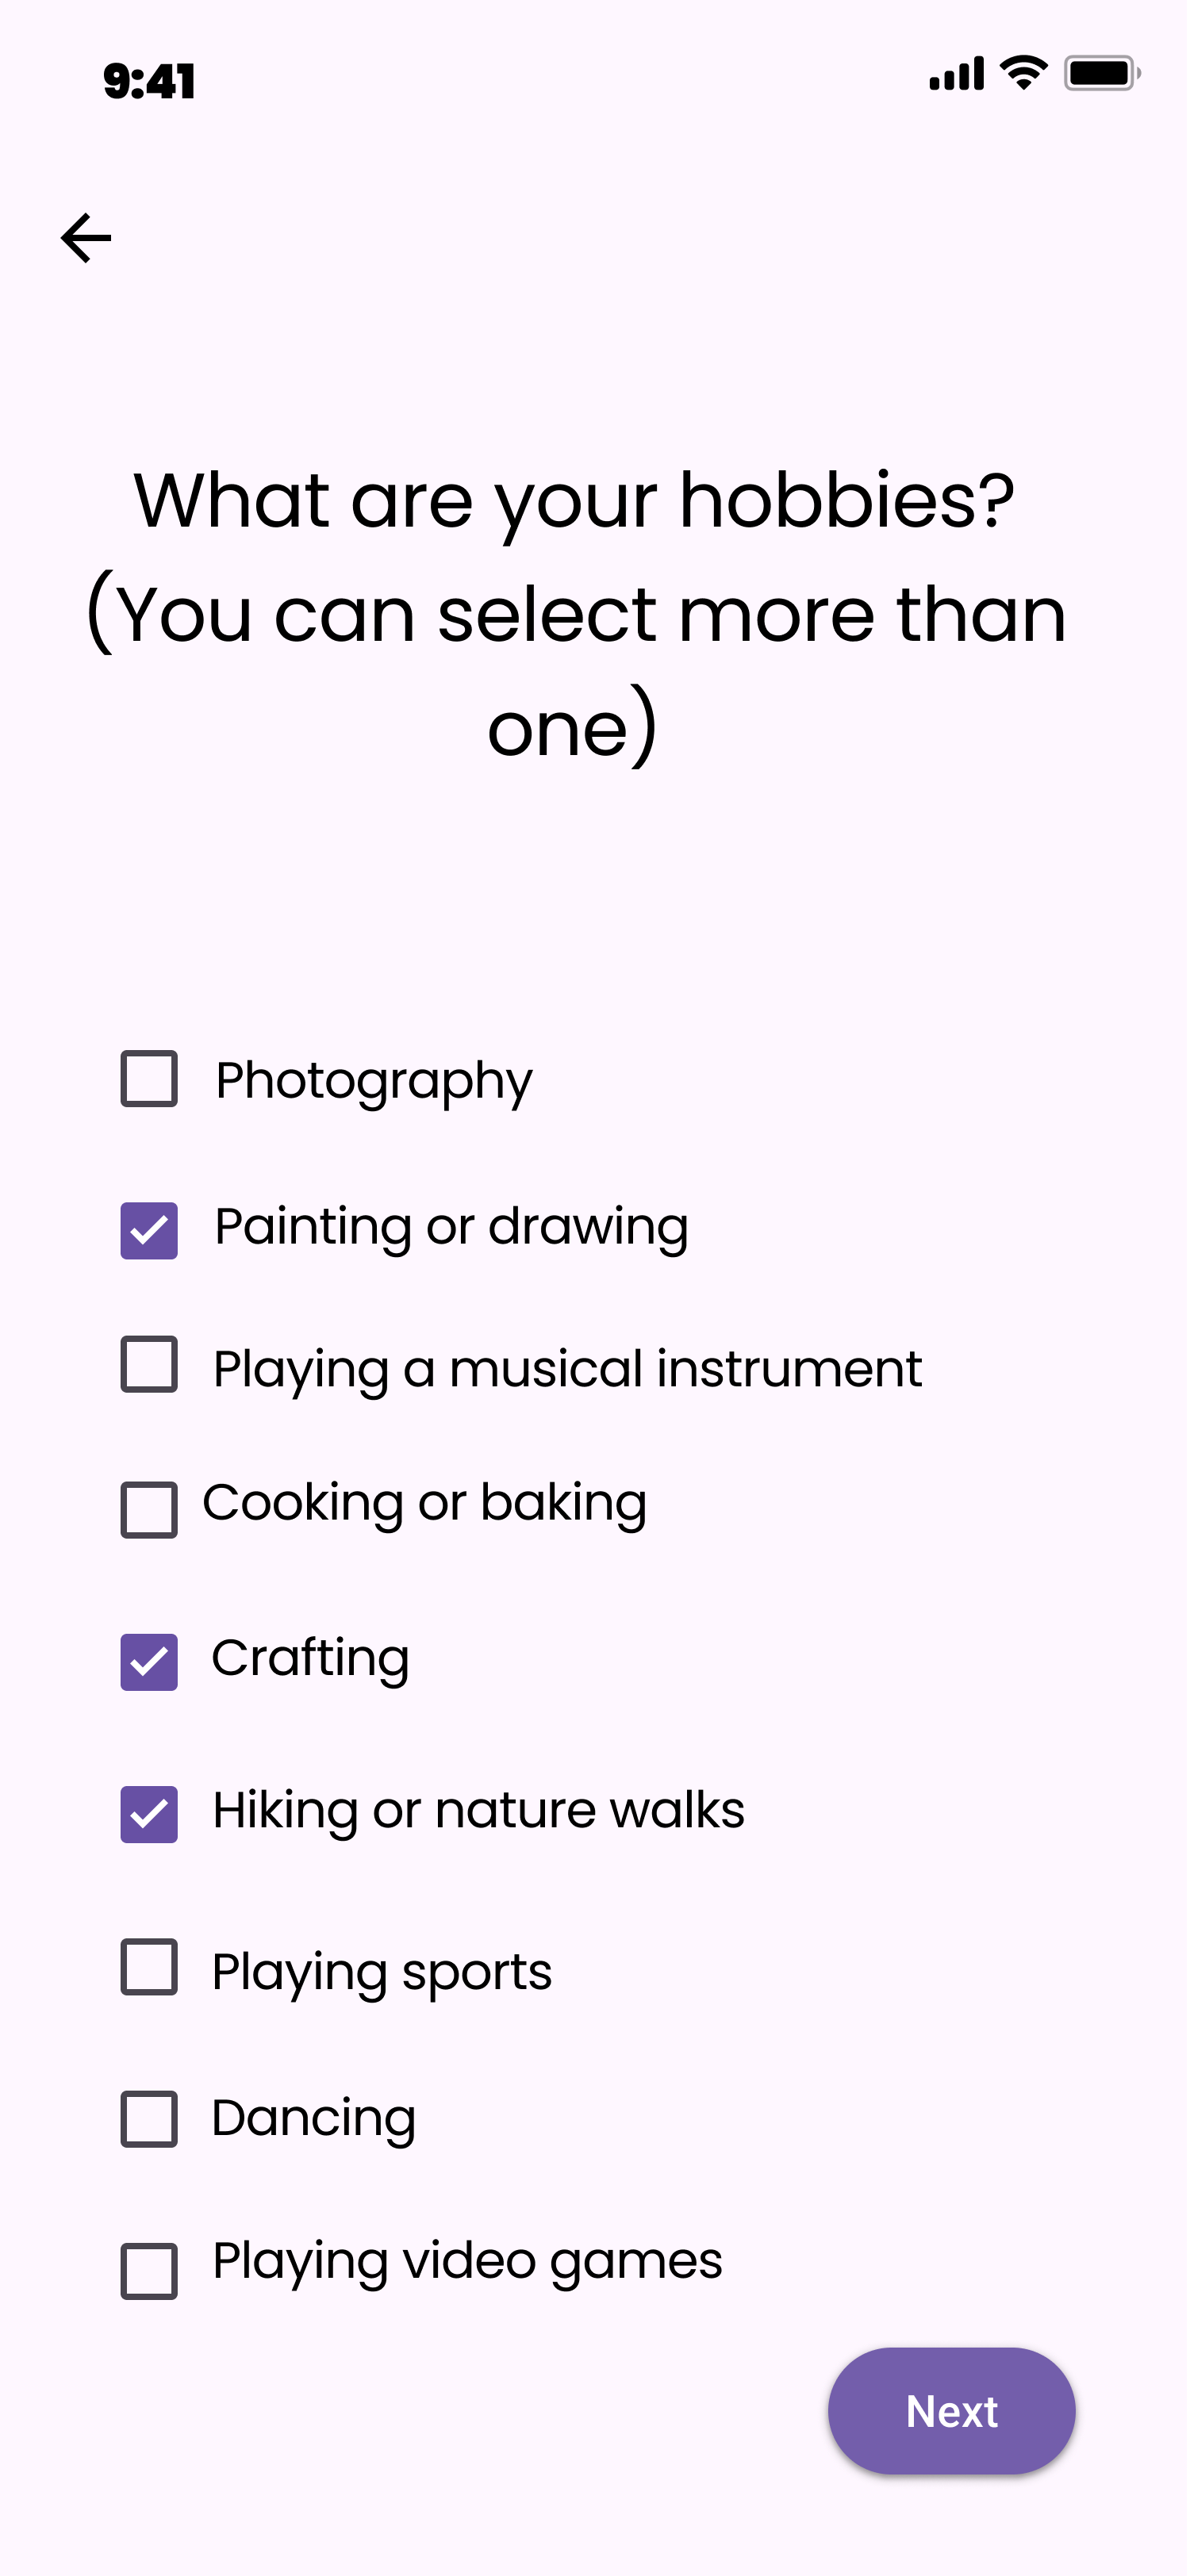 9:41
What are your hobbies?
(You can select more than
one)
Photography
Painting or drawing
Playing a musical instrument
Cooking or baking
Crafting
Hiking or nature walks
Playing sports
Dancing
Playing video games
Next